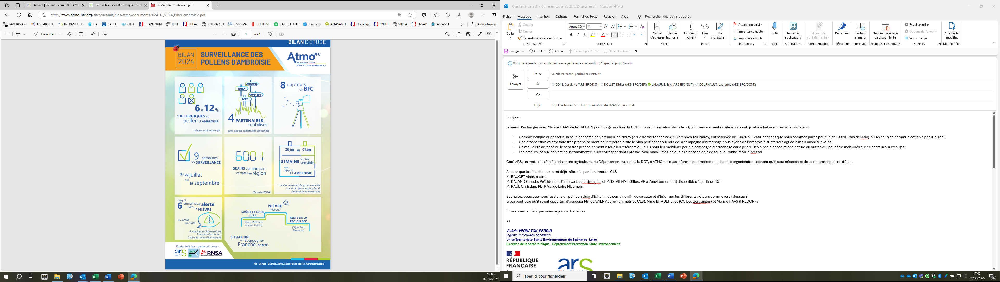 Accueil | Bienvenue sur INTRAMU
Le territoire des Bertranges - Les
2024_Bilan-ambroisie.pdf
https://www.atmo-bfc.org/sites/default/files/atmo/documents2024-12/2024_Bilan-ambroisie.pdf
FAVORIS ARS
Org ARSBFC
INTRAMUROS
CA
CARSO
CIFEC
TRANSNUM
RESE
SI-LAV
VOOZARBO
SIVSS-V4
CODERST
CARTO LEGIO
BlueFiles
ALTASANTE
Histologe
PNLHI
SIICEA
ENSAP
AquaSISE
Autres favoris
Dessiner
1
sur 1
BILAN D'ÉTUDE
BILAN
2024
SURVEILLANCE DES
POLLENS D'AMBROISIE
Atmo BFC
AIR • CLIMAT • ÉNERGIE
ACTEUR DE LA SANTÉ ENVIRONNEMENTALE
6 à 12%
d'ALLERGIQUES au
pollen d'AMBROISIE
* d'après ambroisie.info
ARS BFC
RNSA
ATMO BFC
RAFT
4 PARTENAIRES
mobilisés
ainsi que les collectivités concernées
8 capteurs
en BFC
9 semaines
de SURVEILLANCE
du 29 juillet
au
29 septembre
6001
GRAINS d'ambroisie
comptés en région
(Donnée RNSA)
26/08 au 01/09
SEMAINE la plus
sensible
PAR
rapport
À l'AMBROISIE
nombre maximal de grains cumulés
sur les 8 sites et risques liés à
l'ambroisie au maximum
jusqu'à
6 semaines d'alerte
dans la
NIÈVRE
du 12/08
au 22/09
4 semaines en Saône-et-Loire
1 semaine dans le Jura
0 dans les autres départements
NIÈVRE
(Nevers)
SAÔNE ET LOIRE
JURA
(Dole, Bletterans,
Chalon, Mâcon)
RESTE DE LA
RÉGION BFC
(Dijon, Bart,
Besançon)
SITUATION
en Bourgogne-
Franche-COMTÉ
Etude réalisée en partenariat avec :
ars
RAFT
RNSA
Air - Climat - Energie. Atmo, acteur de la santé environnementale
17:05
02/06/2025
Copil ambroisie 58 + Communication du 26/6/25 après-midi - Message (HTML)
Fichier
Message
Insertion
Options
Format du texte
Révision
Aide
Rechercher des outils adaptés
Coller
Couper
Copier
Reproduire la mise en forme
Presse-papiers
Aptos (Cc
11
G I S
Texte simple
Carnet
d'adresses
Vérifier
les noms
Noms
Joindre un
fichier
Lien
Une
signature
Inclure
Assurer un suivi
Importance haute
Importance faible
Indicateurs
Dicter
Voix
Toutes les
applications
Applications
Niveau de
confidentialité
Confidentialité
Rédacteur
Rédacteur
Lecteur
immersif
Immersion
Nouveau sondage
de disponibilité
Rechercher un horaire
Envoi sécurisé
Options de l'envoi
Se connecter
BlueFiles
Afficher les
modèles
Mes modèles
Enregistrer
Annuler
Refaire
Élément précédent
Élément suivant
Vous ne répondez pas au dernier message de cette conversation. Cliquez ici pour l'ouvrir.
Envoyer
De
valerie.vernaton-perrin@ars.sante.fr
À
GOIN, Carolyne (ARS-BFC/DSP); ROLLET, Didier (ARS-BFC/DSP); LALAURIE, Eric (ARS-BFC/DSP); COURNAULT, Lauranne (ARS-BFC/DCPT);
Cc
Objet
Copil ambroisie 58 + Communication du 26/6/25 après-midi
Bonjour,
Je viens d'échanger avec Marine HAAS de la FREDON pour l'organisation du COPIL + communication dans le 58, voici ses éléments suite à un point qu'elle a fait avec des acteurs locaux :
- Comme indiqué ci-dessous, la salle des fêtes de Varennes les Narcy (2 rue de Vergennes 58400 Varennes-lès-Narcy) est réservée de 13h30 à 16h30 sachant que nous sommes partis pour 1h de COPIL (pas de visio) à 14h et 1h de communication a priori à 15h ;
- Une prospection va être faite très prochainement pour repérer le site le plus pertinent pour lors de la campagne d'arrachage nous ayons de l'ambroisie sur terrain agricole mais aussi sur voirie ;
- Un mail a été adressé ou le sera très prochainement à tous les référents du PETR pour les mobiliser pour la campagne d'arrachage car a priori il n'y a pas d'associations nature ou autres qui peut être mobilisés sur ce secteur sur ce sujet ;
- Les acteurs locaux doivent nous transmettre leurs correspondants presse local mais j'imagine que tu disposes déjà de tout Lauranne ?! ou la préf 58
Côté ARS, un mail a été fait à la chambre agriculture, au Département (voirie), à la DDT, à ATMO pour les informer sommairement de cette organisation sachant qu'il sera nécessaire de les informer plus en détail.
A noter que les élus locaux sont déjà informés par l'animatrice CLS
M. BAUGET Alain, maire,
M. BALAND Claude, Président de l'interco Les Bertranges, et M. DEVIENNE Gilles, VP à l'environnement) disponibles à partir de 15h
M. PAUL Christian, PETR Val de Loire Nivernais.
Souhaitez-vous que nous fassions un point en visio d'ici la fin de semaine afin de se caler et d'informer les différents acteurs comme vu ci-dessus ?
si oui peut-être qu'il serait opportun d'associer Mme JAVIER Audrey (animatrice CLS), Mme BITAULT Elise (CC Les Bertranges) et Marine HAAS (FREDON) ?
En vous remerciant par avance pour votre retour
A+
Valérie VERNATON-PERRIN
Ingénieur d'études sanitaires
Unité Territoriale Santé Environnement de Saône-et- Loire
Direction de la Santé Publique - Département Prévention Santé Environnement
RÉPUBLIQUE
FRANÇAISE
ars
Taper ici pour rechercher
17:05
02/06/2025
20